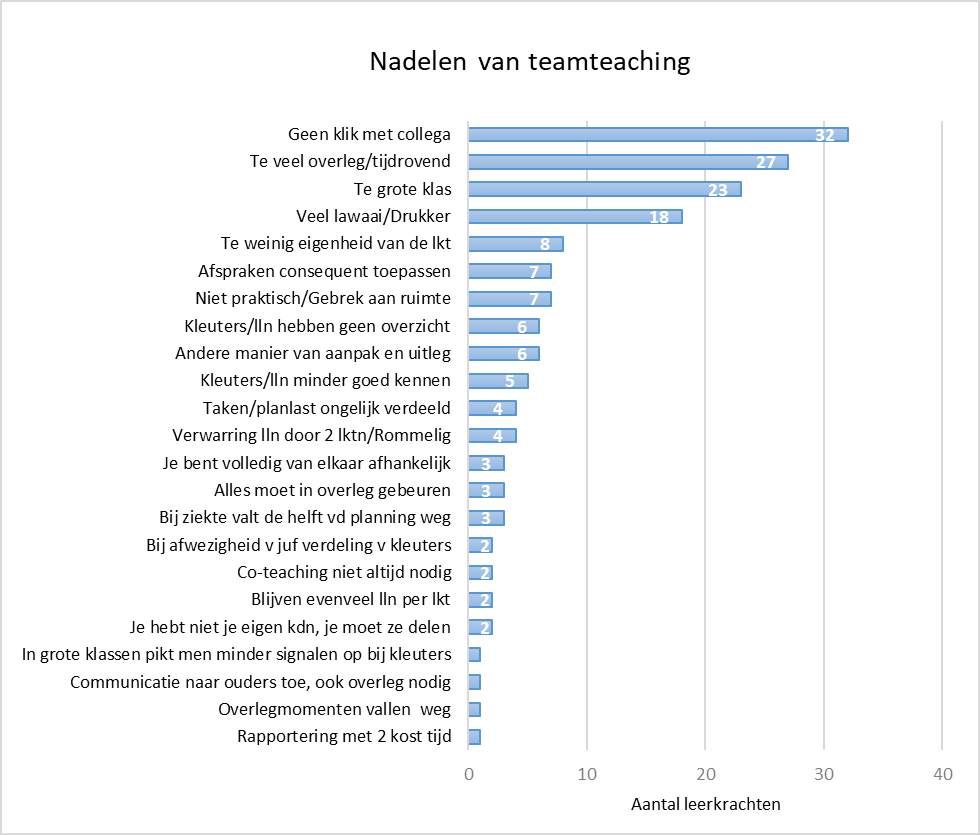 Nadelen van teamteaching
Geen klik met collega 32
Te veel overleg/tijdrovend 27
Te grote klas 23
Veel lawaai/Drukker 18
Te weinig eigenheid van de lkt 8
Afspraken consequent toepassen 7
Niet praktisch/Gebrek aan ruimte 7
Kleuters/lln hebben geen overzicht 6
Andere manier van aanpak en uitleg 6
Kleuters/lln minder goed kennen 5
Taken/planlast ongelijk verdeeld 4
Verwarring lln door 2 lktn/Rommelig 4
Je bent volledig van elkaar afhankelijk 3
Alles moet in overleg gebeuren 3
Bij ziekte valt de helft vd planning weg 3
Bij afwezigheid v juf verdeling v kleuters 2
Co-teaching niet altijd nodig 2
Blijven evenveel lln per lkt 2
Je hebt niet je eigen kdn, je moet ze delen 2
In grote klassen pikt men minder signalen op bij kleuters
Communicatie naar ouders toe, ook overleg nodig
Overlegmomenten vallen weg
Rapportering met 2 kost tijd
0 10 20 30 40
Aantal leerkrachten